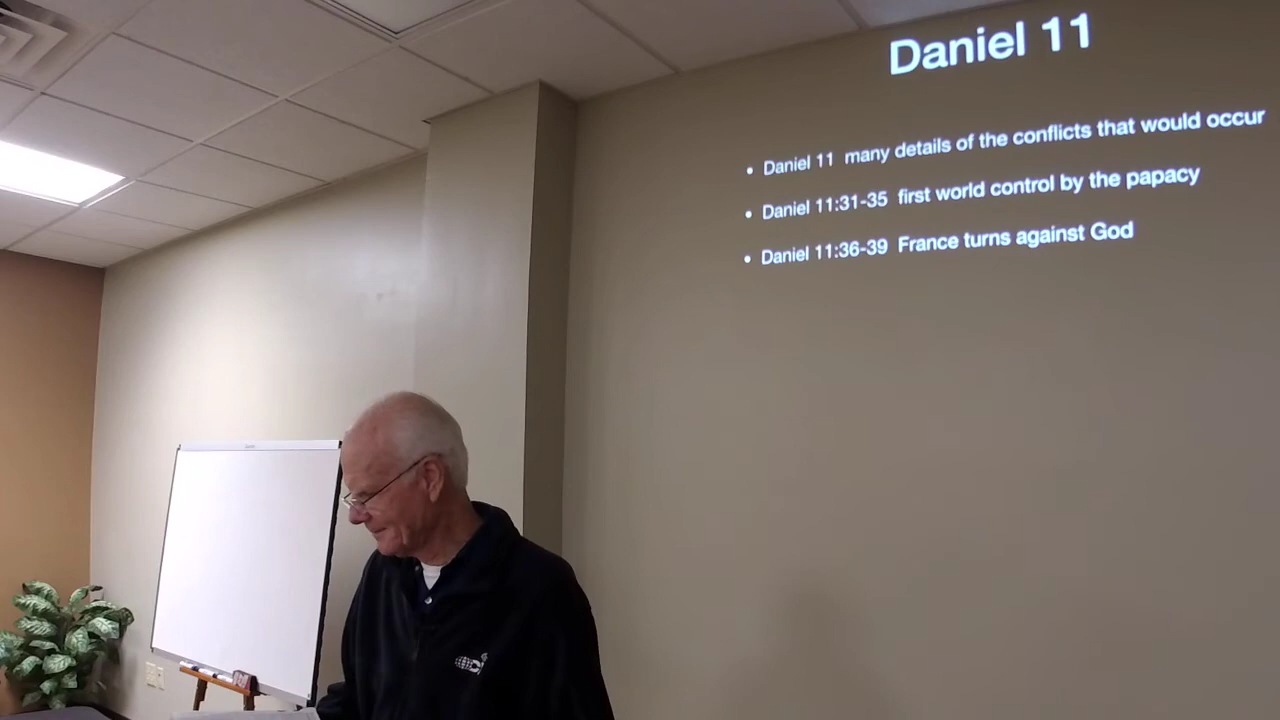 Daniel 11
• Daniel 11 many details of the conflicts that would occur
• Daniel 11:31-35 first world control by the papacy
• Daniel 11:36-39 France turns against God